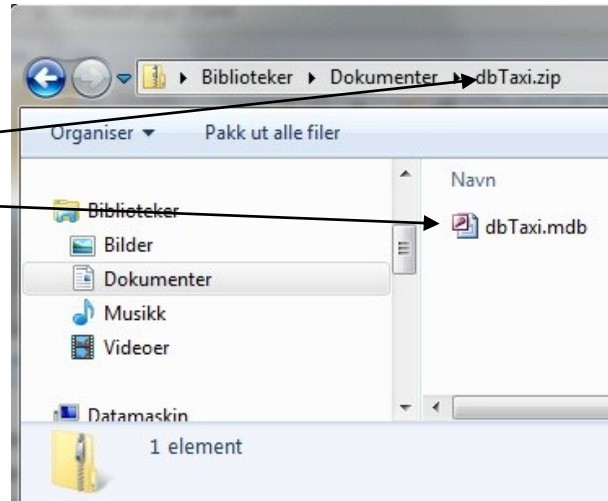 Biblioteker Dokumenter dbTaxi.zip
Organiser Pakk ut alle filer
Navn
Biblioteker
dbTaxi.mdb
Bilder
Dokumenter
Musikk
Videoer
Datamaskin
1 element